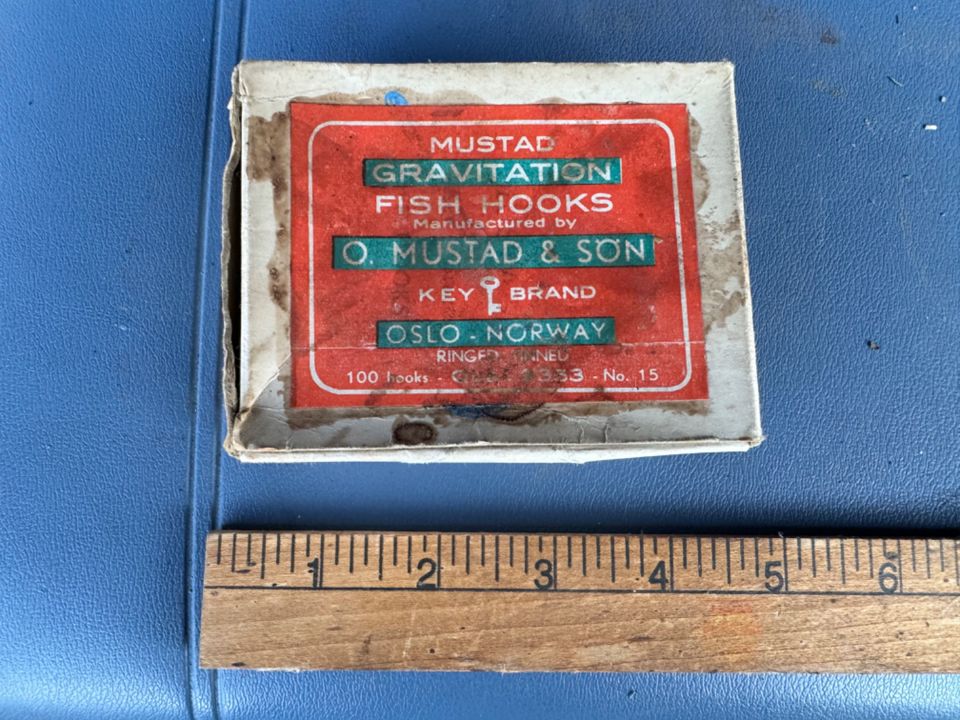 MUSTAD
GRAVITATION
FISH HOOKS
Manufactured by
O. MUSTAD & SON
KEY BRAND
OSLO - NORWAY
RINGED TINNED
100 hooks - - No. 15
1 2 3 4 5 6